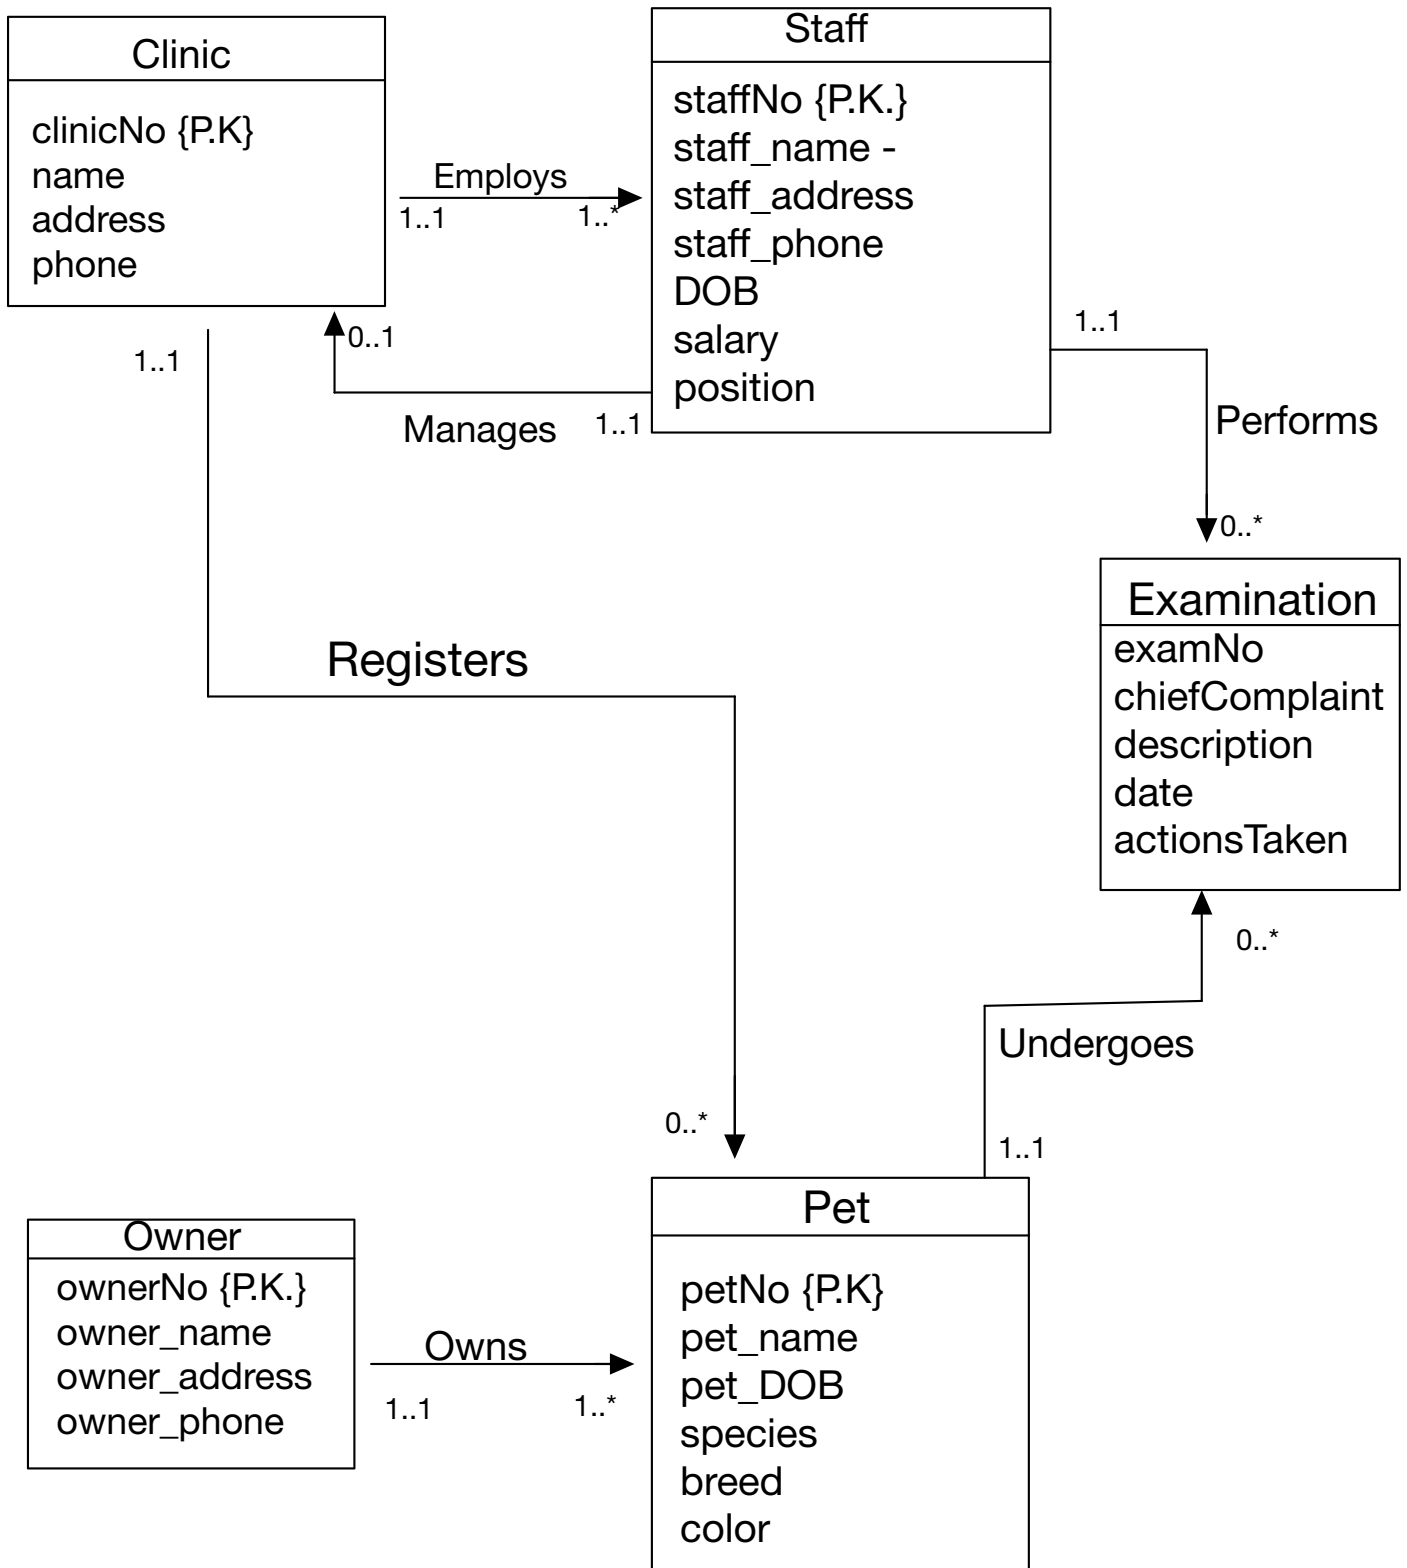 Clinic
clinicNo {P.K}
name
address
phone
Employs
1..1
1..*
Staff
staffNo {P.K.}
staff_name -
staff_address
staff_phone
DOB
salary
position
0..1
Manages
1..1
1..1
Performs
0..*
1..1
Registers
0..*
Examination
examNo
chiefComplaint
description
date
actionsTaken
0..*
Undergoes
1..1
Owner
ownerNo {P.K.}
owner_name
owner_address
owner_phone
Owns
1..1
1..*
Pet
petNo {P.K}
pet_name
pet_DOB
species
breed
color